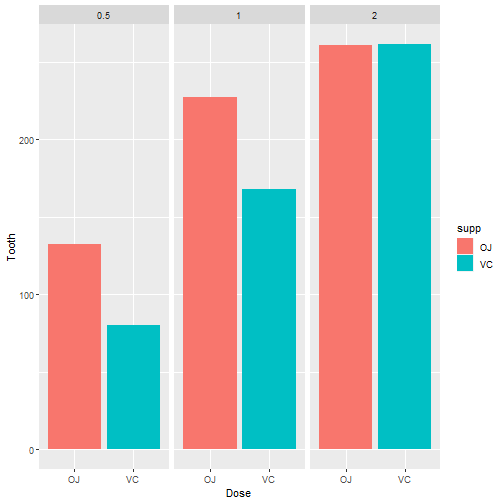 0.5 1 2
Tooth
200
100
0
OJ VC OJ VC OJ VC
Dose
supp
OJ
VC